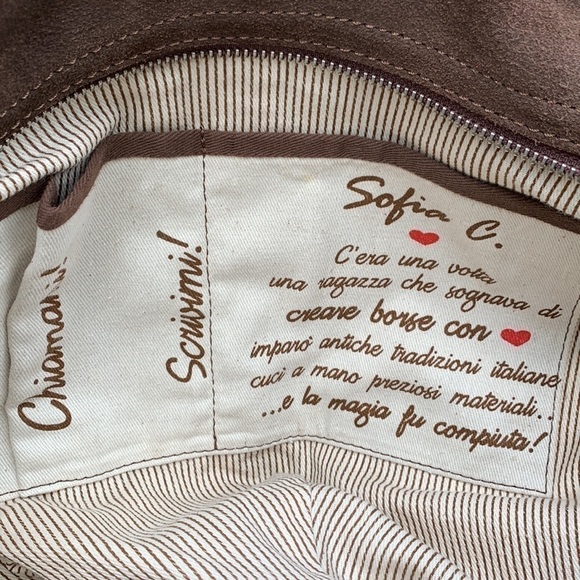 Chiamami!
Scrivimi!
Sofia C.
C'era una volta
una ragazza che sognava di
creare borse con
imparò antiche tradizioni italiane
cucì a mano preziosi materiali..
...e la magia fu compiuta!